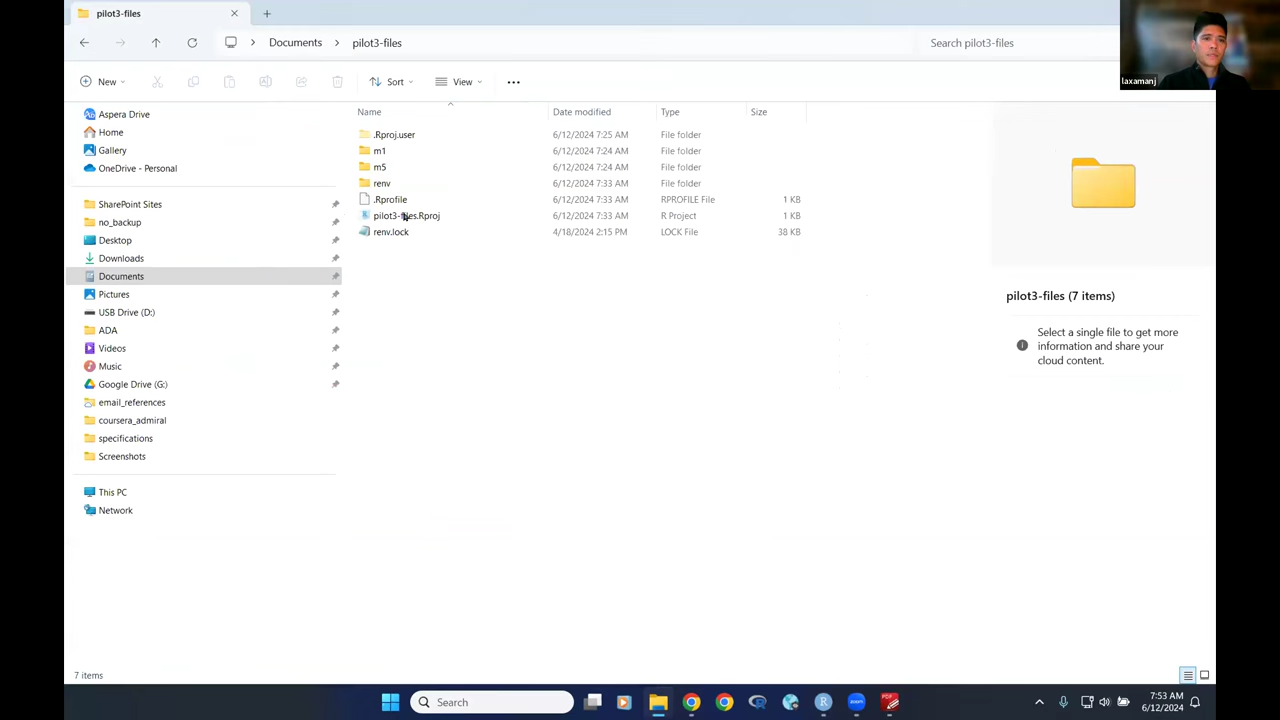 pilot3-files
Documents > pilot3-files
Search pilot3-files
laxamanj
New
Sort
View
Name Date modified Type Size
.Rproj.user 6/12/2024 7:25 AM File folder
m1 6/12/2024 7:24 AM File folder
m5 6/12/2024 7:24 AM File folder
renv 6/12/2024 7:33 AM File folder
.Rprofile 6/12/2024 7:33 AM RPROFILE File 1 KB
pilot3-files.Rproj 6/12/2024 7:33 AM R Project 1 KB
renv.lock 4/18/2024 2:15 PM LOCK File 38 KB
Aspera Drive
Home
Gallery
OneDrive - Personal
SharePoint Sites
no_backup
Desktop
Downloads
Documents
Pictures
USB Drive (D:)
ADA
Videos
Music
Google Drive (G:)
email_references
coursera_admiral
specifications
Screenshots
This PC
Network
pilot3-files (7 items)
Select a single file to get more
information and share your
cloud content.
7 items
Search
zoom
PDF
7:53 AM
6/12/2024